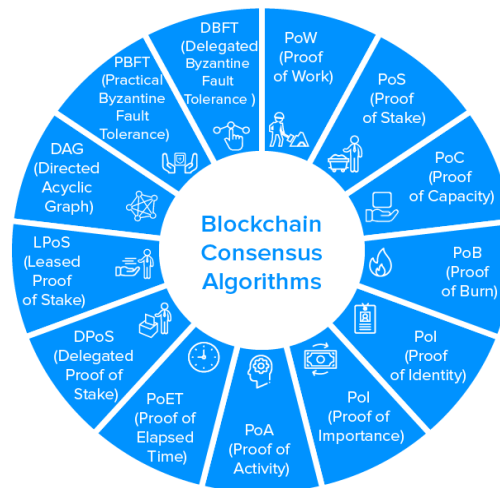 Blockchain
Consensus
Algorithms
PoW
(Proof
of Work)
PoS
(Proof
of Stake)
PoC
(Proof
of Capacity)
PoB
(Proof
of Burn)
PoI
(Proof
of Identity)
PoI
(Proof of
Importance)
PoA
(Proof of
Activity)
PoET
(Proof of
Elapsed
Time)
DPoS
(Delegated
Proof of
Stake)
LPoS
(Leased
Proof
of Stake)
DAG
(Directed
Acyclic
Graph)
PBFT
(Practical
Byzantine
Fault
Tolerance)
DBFT
(Delegated
Byzantine
Fault
Tolerance )